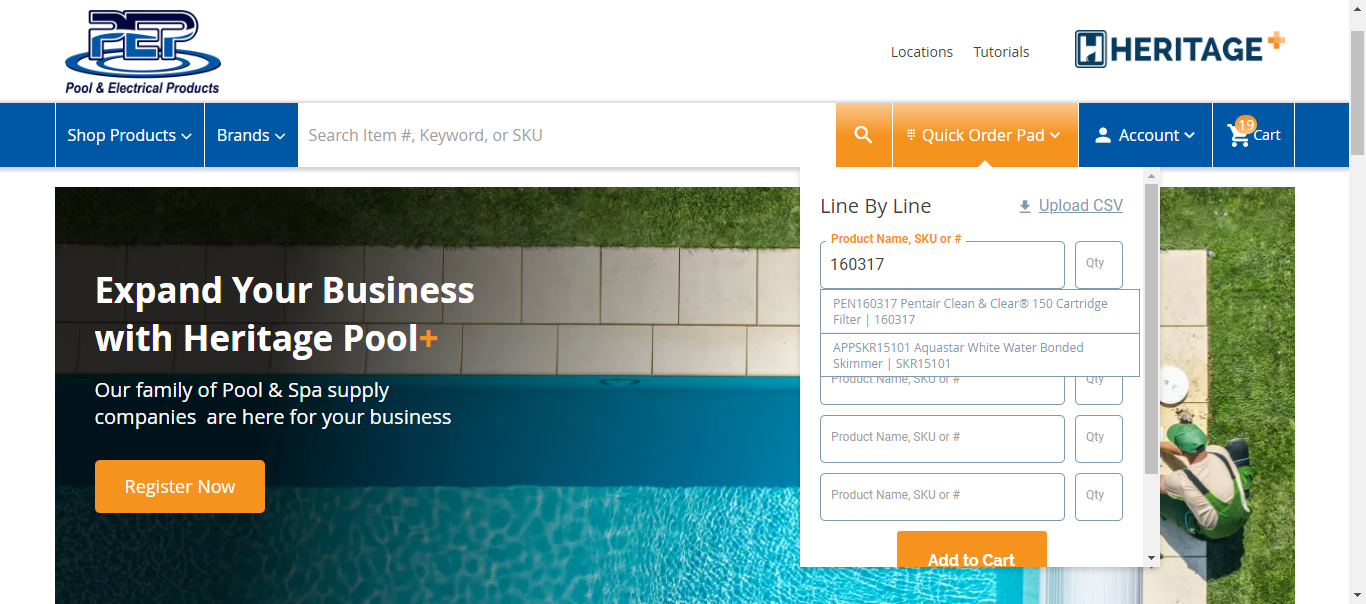 PEP
Pool & Electrical Products
Locations
Tutorials
HERITAGE+
Shop Products
Brands
Search Item #, Keyword, or SKU
Quick Order Pad
Account
19
Cart
Expand Your Business
with Heritage Pool+
Our family of Pool & Spa supply
companies are here for your business
Register Now
Line By Line
Upload CSV
Product Name, SKU or #
160317
Qty
PEN160317 Pentair Clean & Clear® 150 Cartridge
Filter | 160317
APPSKR15101 Aquastar White Water Bonded
Skimmer | SKR15101
Product Name, SKU or #
Qty
Product Name, SKU or #
Qty
Product Name, SKU or #
Qty
Add to Cart